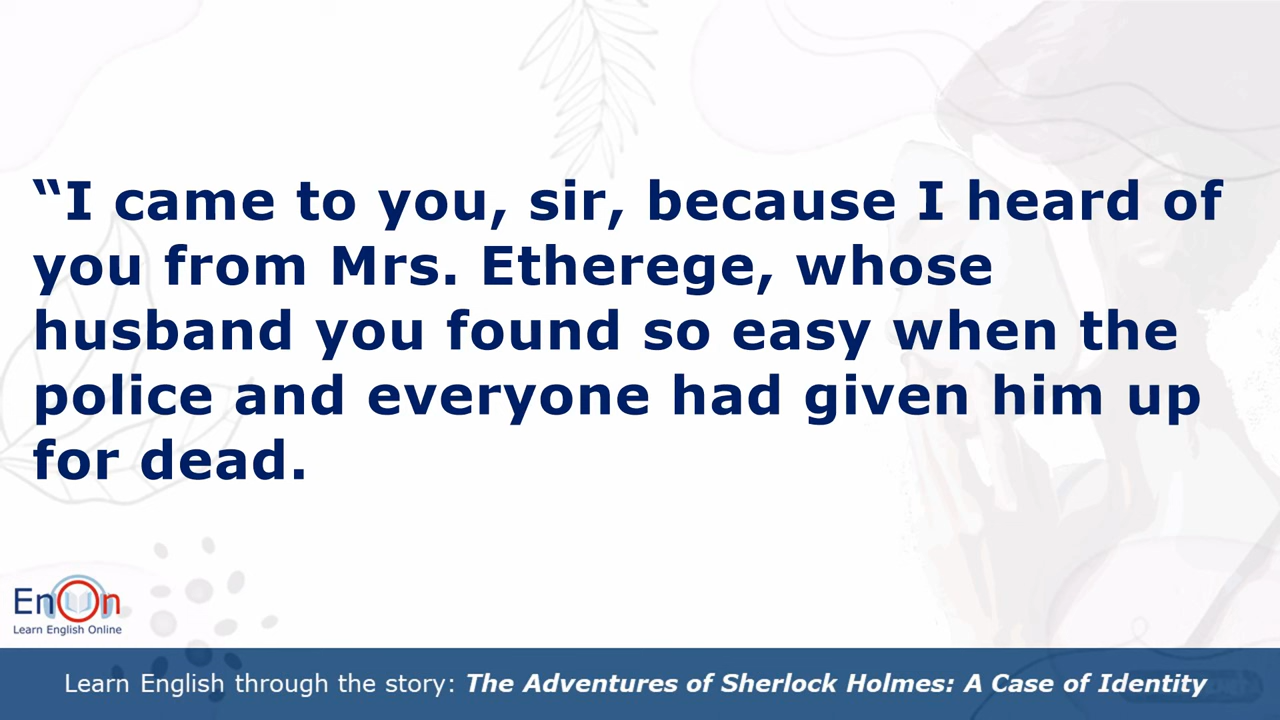 “I came to you, sir, because I heard of
you from Mrs. Etherege, whose
husband you found so easy when the
police and everyone had given him up
for dead.
EnOn
Learn English Online
Learn English through the story: The Adventures of Sherlock Holmes: A Case of Identity